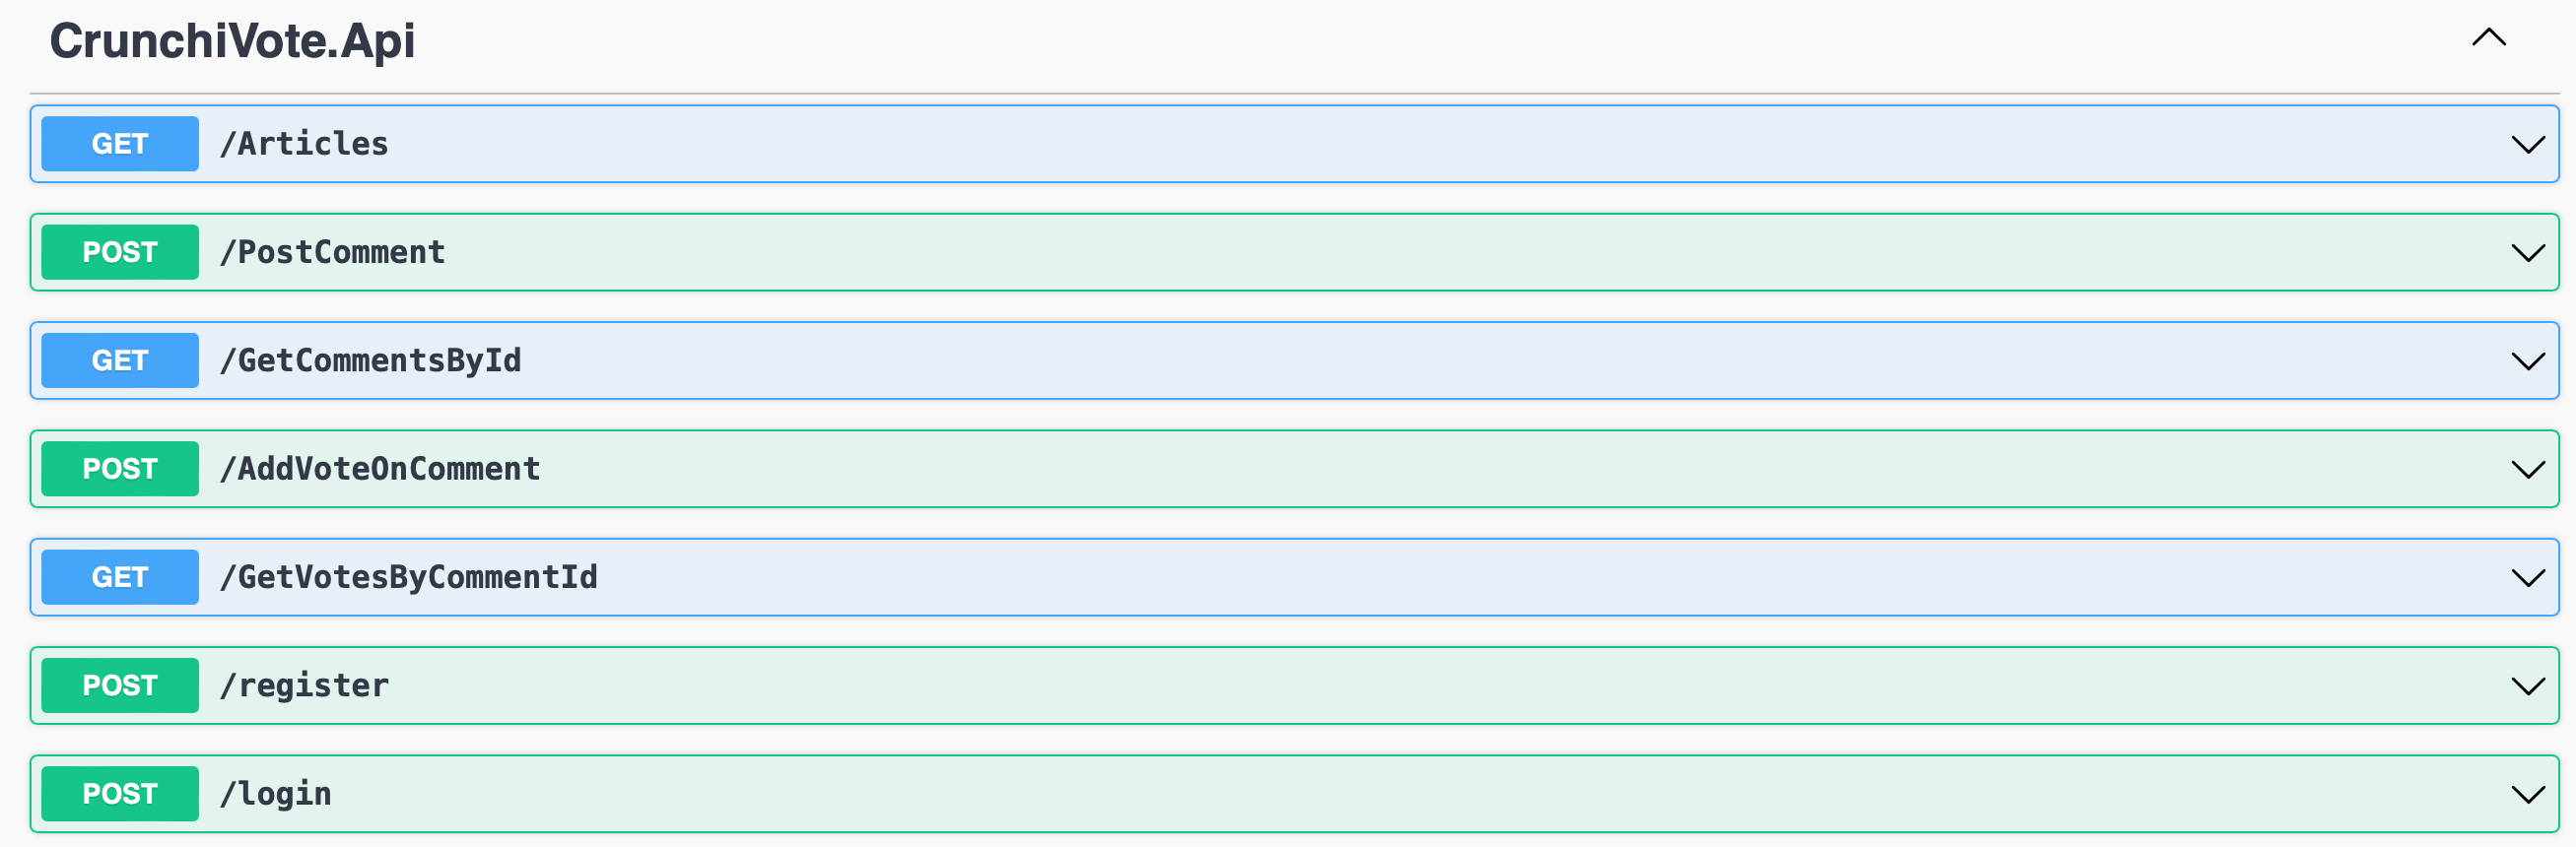 CrunchiVote.Api
GET /Articles
POST /PostComment
GET /GetCommentsById
POST /AddVoteOnComment
GET /GetVotesByCommentId
POST /register
POST /login